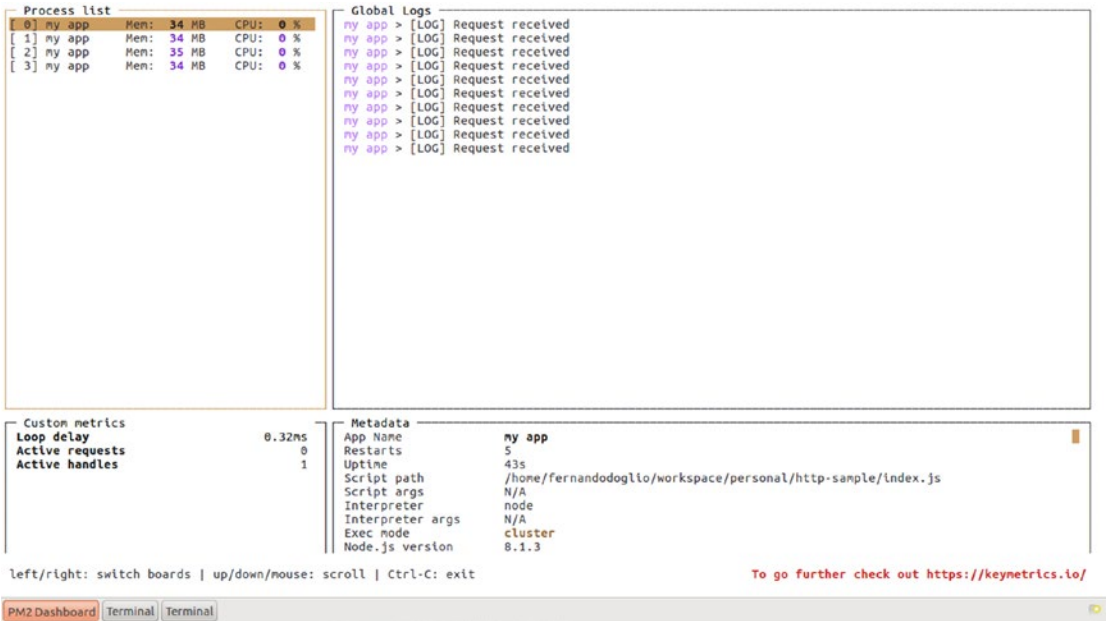 Process list
[ 0] my app Mem: 34 MB CPU: 0 %
[ 1] my app Mem: 34 MB CPU: 0 %
[ 2] my app Mem: 35 MB CPU: 0 %
[ 3] my app Mem: 34 MB CPU: 0 %
Global Logs
my app > [LOG] Request received
my app > [LOG] Request received
my app > [LOG] Request received
my app > [LOG] Request received
my app > [LOG] Request received
my app > [LOG] Request received
my app > [LOG] Request received
my app > [LOG] Request received
my app > [LOG] Request received
my app > [LOG] Request received
Custom metrics
Loop delay 0.32ms
Active requests 0
Active handles 1
Metadata
App Name my app
Restarts 5
Uptime 43s
Script path /home/fernandodoglio/workspace/personal/http-sample/index.js
Script args N/A
Interpreter node
Interpreter args N/A
Exec mode cluster
Node.js version 8.1.3
left/right: switch boards | up/down/mouse: scroll | Ctrl-C: exit
To go further check out https://keymetrics.io/
PM2 Dashboard Terminal Terminal